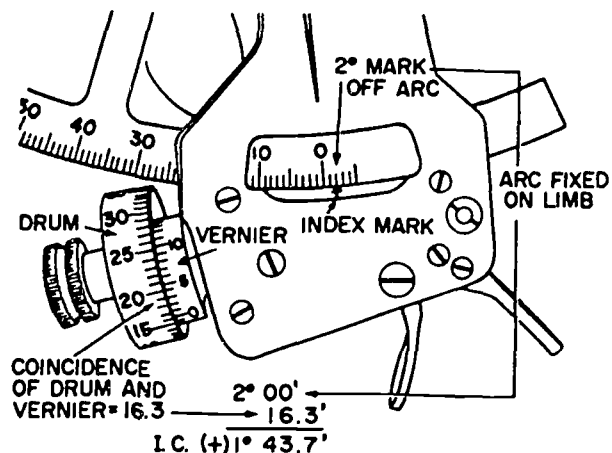 2° MARK
OFF ARC
50 40 30
10 0
ARC FIXED
ON LIMB
DRUM
30
VERNIER
INDEX MARK
10
25
5
20
15
0
COINCIDENCE
OF DRUM AND
VERNIER=16.3
2° 00'
16.3'
I.C. (+)1° 43.7'